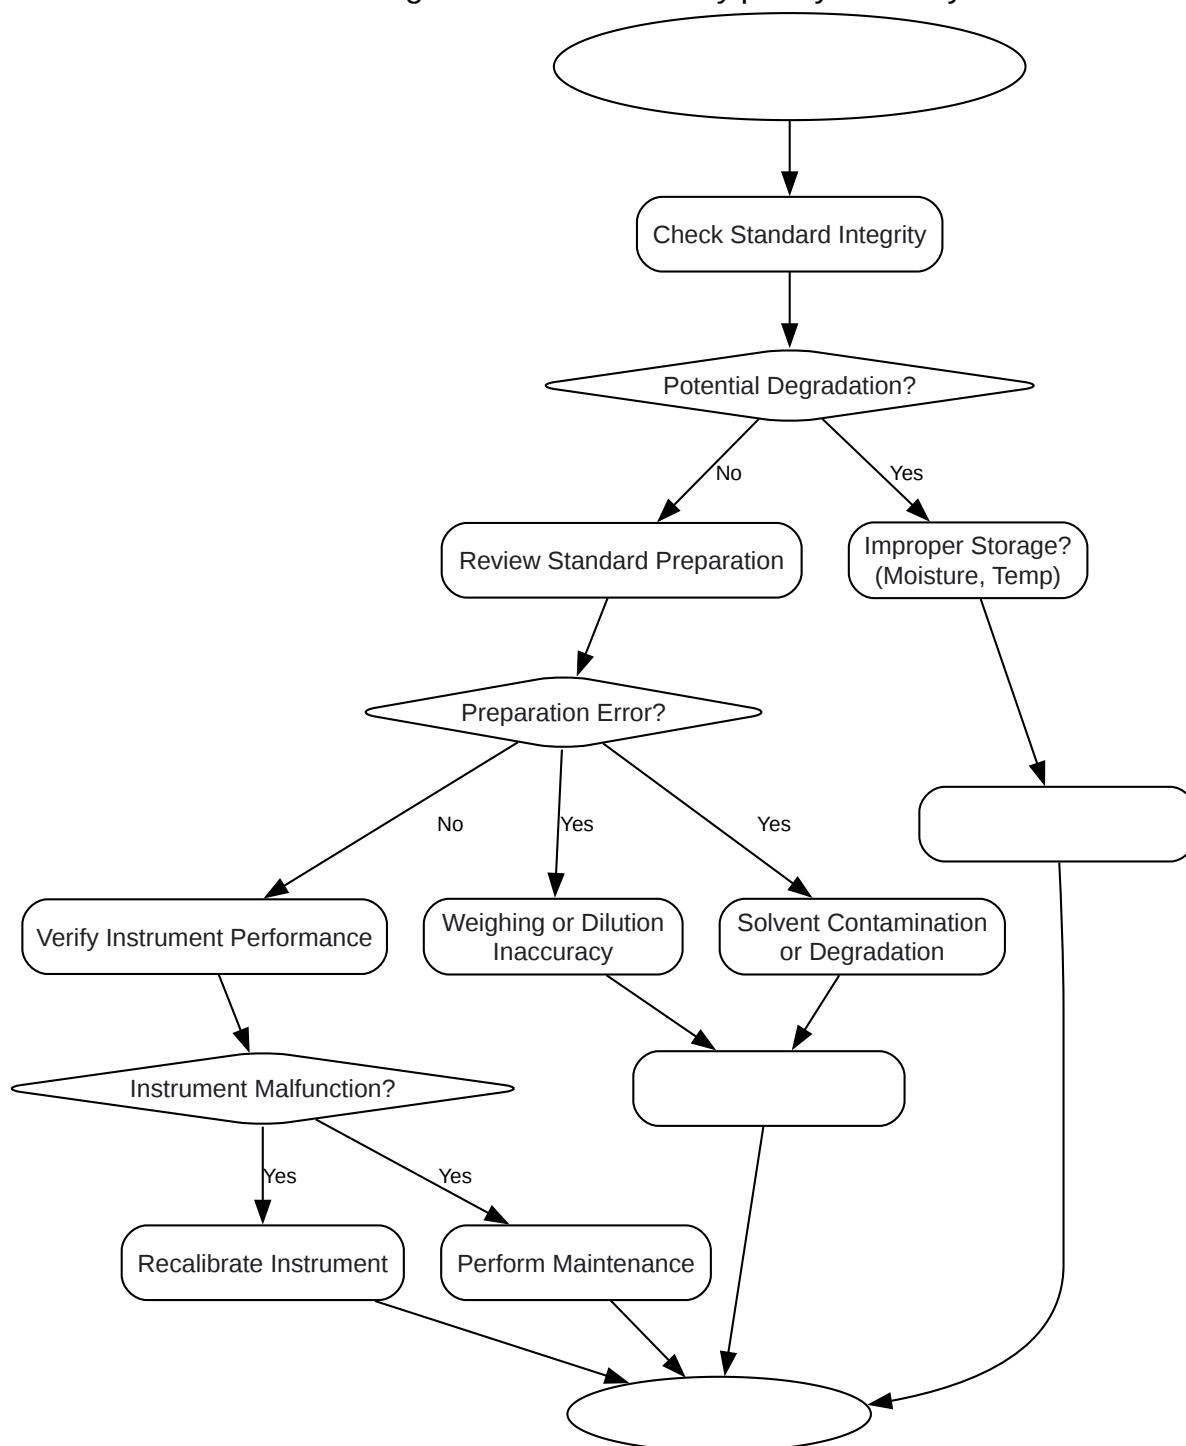 Check Standard Integrity
Potential Degradation?
No
Yes
Review Standard Preparation
Improper Storage?
(Moisture, Temp)
Preparation Error?
No
Yes
Yes
Verify Instrument Performance
Weighing or Dilution
Inaccuracy
Solvent Contamination
or Degradation
Instrument Malfunction?
Yes
Yes
Recalibrate Instrument
Perform Maintenance